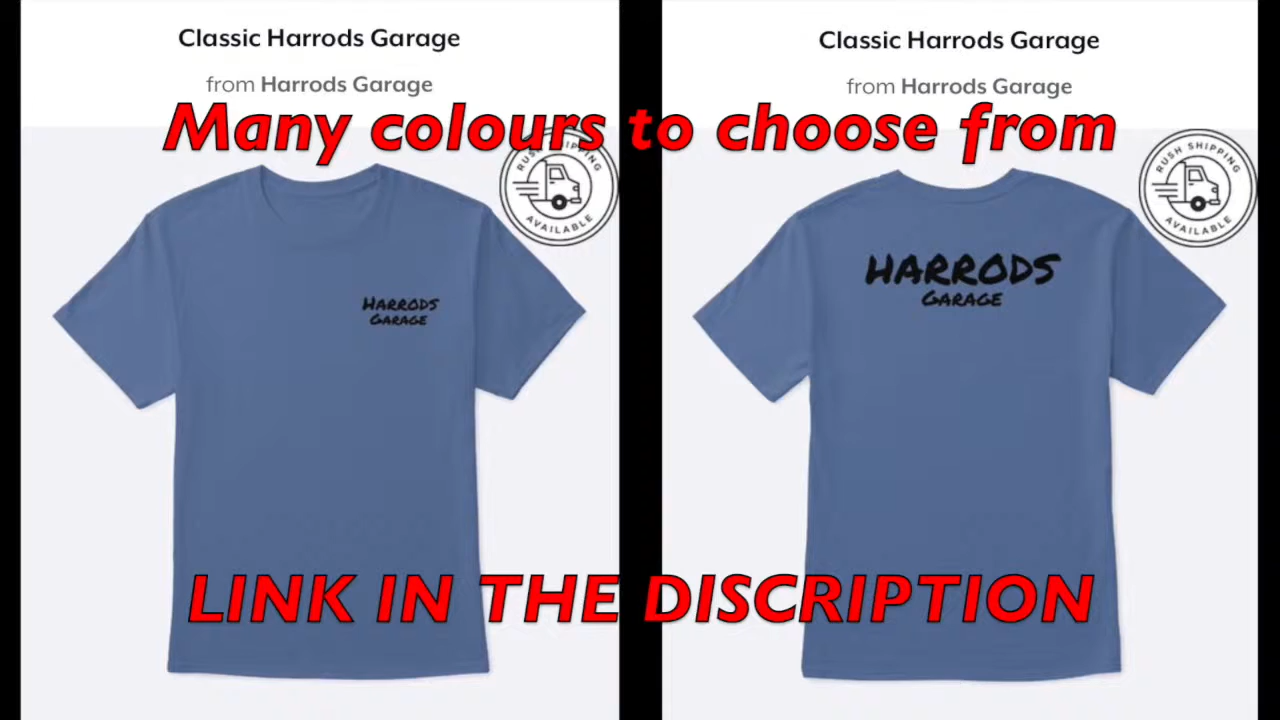 Classic Harrods Garage
from Harrods Garage
Classic Harrods Garage
from Harrods Garage
Many colours to choose from
RUSH SHIPPING
AVAILABLE
RUSH SHIPPING
AVAILABLE
HARRODS
GARAGE
HARRODS
GARAGE
LINK IN THE DISCRIPTION